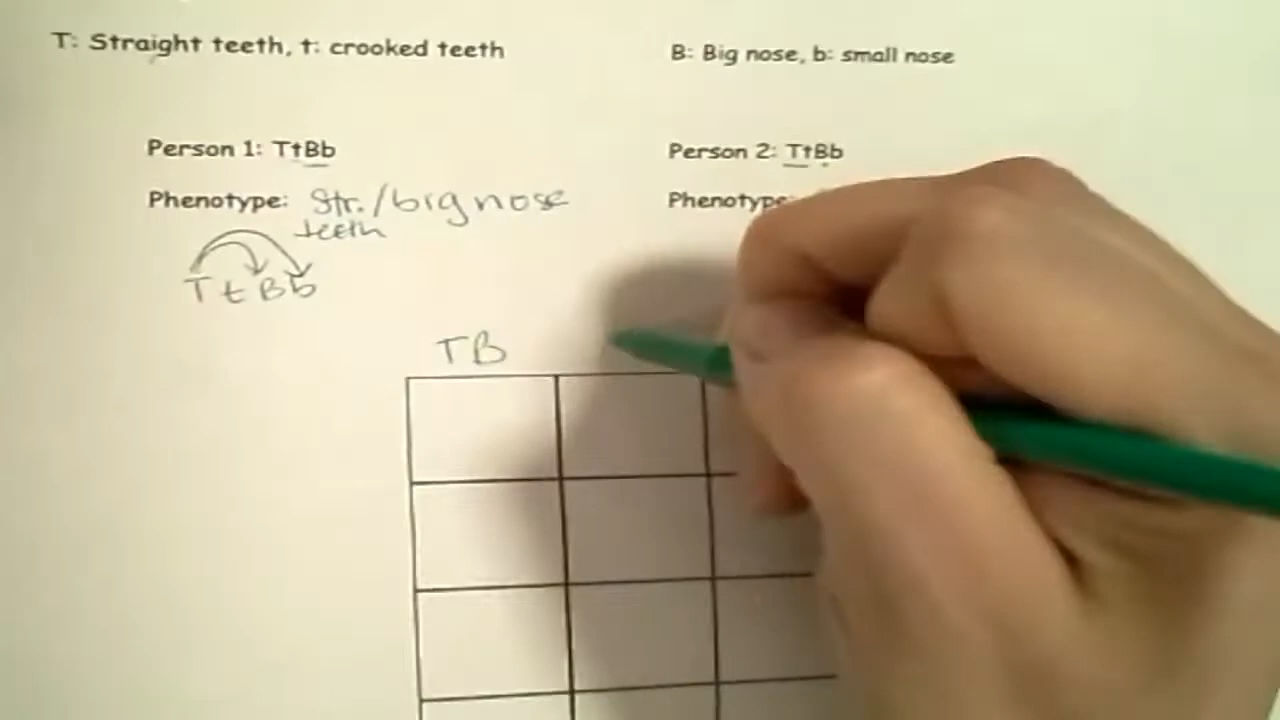 T: Straight teeth, t: crooked teeth
B: Big nose, b: small nose
Person 1: TtBb
Person 2: TtBb
Phenotype: Str./big nose
teeth
Phenotype:
T t B b
TB